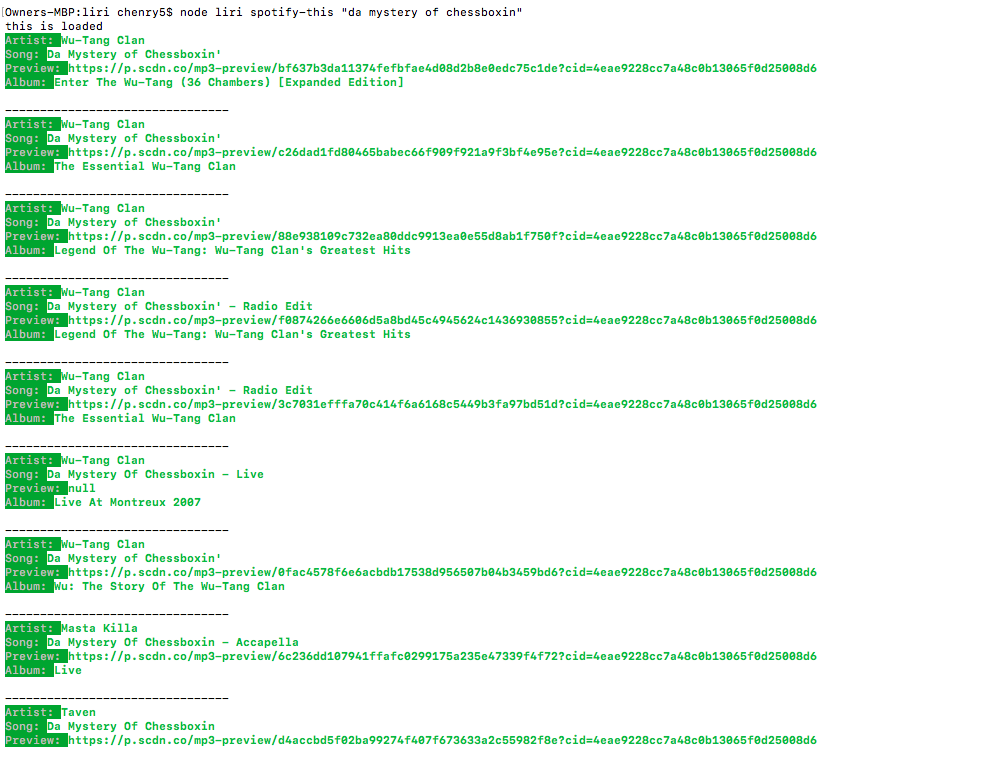 [Owners-MBP:liri chenry5$ node liri spotify-this "da mystery of chessboxin"
this is loaded
Artist: Wu-Tang Clan
Song: Da Mystery of Chessboxin'
Preview: https://p.scdn.co/mp3-preview/bf637b3da11374fefbfae4d08d2b8e0edc75c1de?cid=4eae9228cc7a48c0b13065f0d25008d6
Album: Enter The Wu-Tang (36 Chambers) [Expanded Edition]
--------------------------------
Artist: Wu-Tang Clan
Song: Da Mystery of Chessboxin'
Preview: https://p.scdn.co/mp3-preview/c26dad1fd80465babec66f909f921a9f3bf4e95e?cid=4eae9228cc7a48c0b13065f0d25008d6
Album: The Essential Wu-Tang Clan
--------------------------------
Artist: Wu-Tang Clan
Song: Da Mystery of Chessboxin'
Preview: https://p.scdn.co/mp3-preview/88e938109c732ea80ddc9913ea0e55d8ab1f750f?cid=4eae9228cc7a48c0b13065f0d25008d6
Album: Legend Of The Wu-Tang: Wu-Tang Clan's Greatest Hits
--------------------------------
Artist: Wu-Tang Clan
Song: Da Mystery of Chessboxin' - Radio Edit
Preview: https://p.scdn.co/mp3-preview/f0874266e6606d5a8bd45c4945624c1436930855?cid=4eae9228cc7a48c0b13065f0d25008d6
Album: Legend Of The Wu-Tang: Wu-Tang Clan's Greatest Hits
--------------------------------
Artist: Wu-Tang Clan
Song: Da Mystery of Chessboxin' - Radio Edit
Preview: https://p.scdn.co/mp3-preview/3c7031efffa70c414f6a6168c5449b3fa97bd51d?cid=4eae9228cc7a48c0b13065f0d25008d6
Album: The Essential Wu-Tang Clan
--------------------------------
Artist: Wu-Tang Clan
Song: Da Mystery Of Chessboxin - Live
Preview: null
Album: Live At Montreux 2007
--------------------------------
Artist: Wu-Tang Clan
Song: Da Mystery of Chessboxin'
Preview: https://p.scdn.co/mp3-preview/0fac4578f6e6acbdb17538d956507b04b3459bd6?cid=4eae9228cc7a48c0b13065f0d25008d6
Album: Wu: The Story Of The Wu-Tang Clan
--------------------------------
Artist: Masta Killa
Song: Da Mystery Of Chessboxin - Accapella
Preview: https://p.scdn.co/mp3-preview/6c236dd107941ffafc0299175a235e47339f4f72?cid=4eae9228cc7a48c0b13065f0d25008d6
Album: Live
--------------------------------
Artist: Taven
Song: Da Mystery Of Chessboxin
Preview: https://p.scdn.co/mp3-preview/d4accbd5f02ba99274f407f673633a2c55982f8e?cid=4eae9228cc7a48c0b13065f0d25008d6